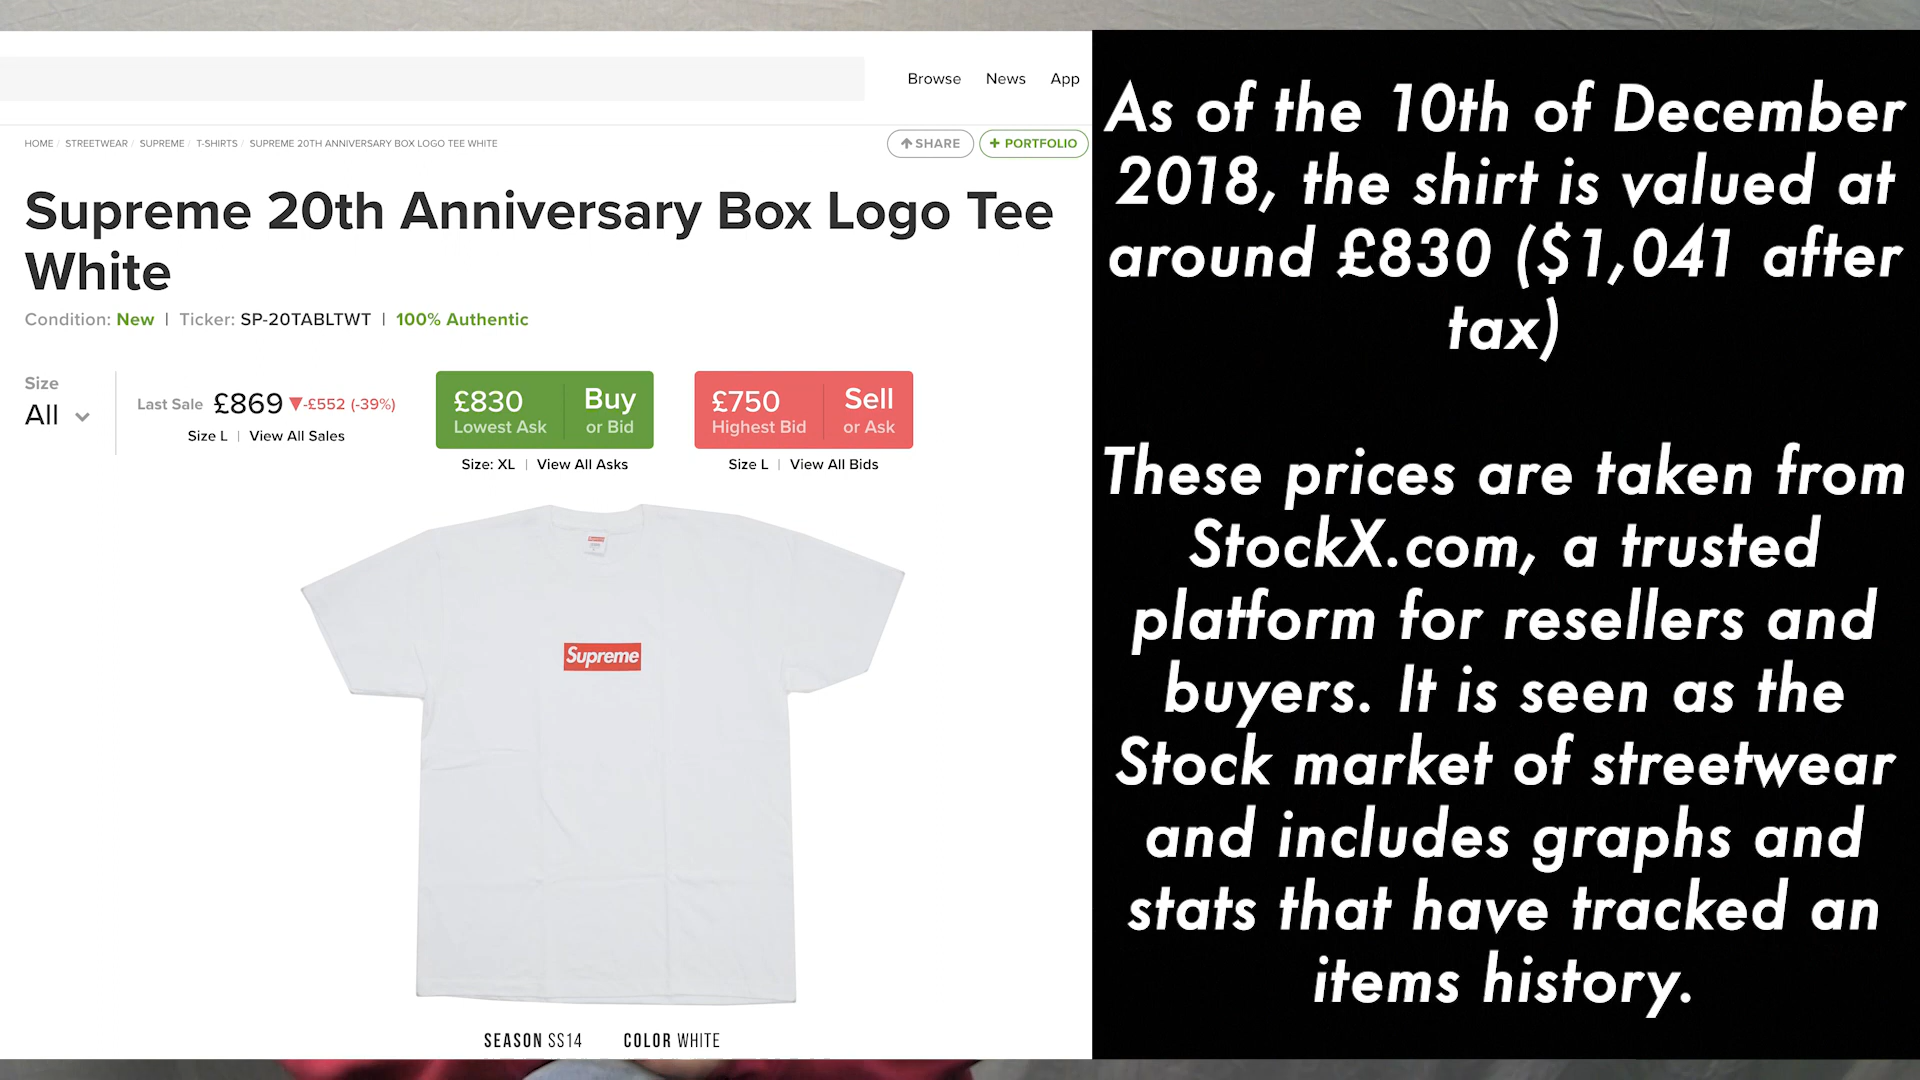 Browse News App
HOME / STREETWEAR / SUPREME / T-SHIRTS / SUPREME 20TH ANNIVERSARY BOX LOGO TEE WHITE
SHARE
+ PORTFOLIO
Supreme 20th Anniversary Box Logo Tee
White
Condition: New | Ticker: SP-20TABLTWT | 100% Authentic
Size
All
Last Sale £869 ▼-£552 (-39%)
Size L | View All Sales
£830 Buy
Lowest Ask or Bid
Size: XL | View All Asks
£750 Sell
Highest Bid or Ask
Size L | View All Bids
Supreme
SEASON SS14 COLOR WHITE
As of the 10th of December
2018, the shirt is valued at
around £830 ($1,041 after
tax)
These prices are taken from
StockX.com, a trusted
platform for resellers and
buyers. It is seen as the
Stock market of streetwear
and includes graphs and
stats that have tracked an
items history.